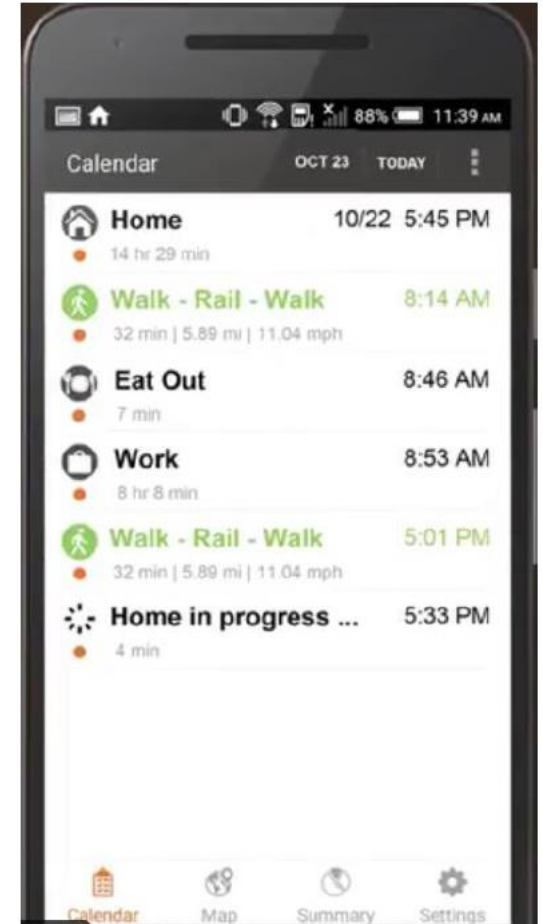 88% 11:39 AM
Calendar OCT 23 TODAY
Home 10/22 5:45 PM
14 hr 29 min
Walk - Rail - Walk 8:14 AM
32 min | 5.89 mi | 11.04 mph
Eat Out 8:46 AM
7 min
Work 8:53 AM
8 hr 8 min
Walk - Rail - Walk 5:01 PM
32 min | 5.89 mi | 11.04 mph
Home in progress ... 5:33 PM
4 min
Calendar Map Summary Settings